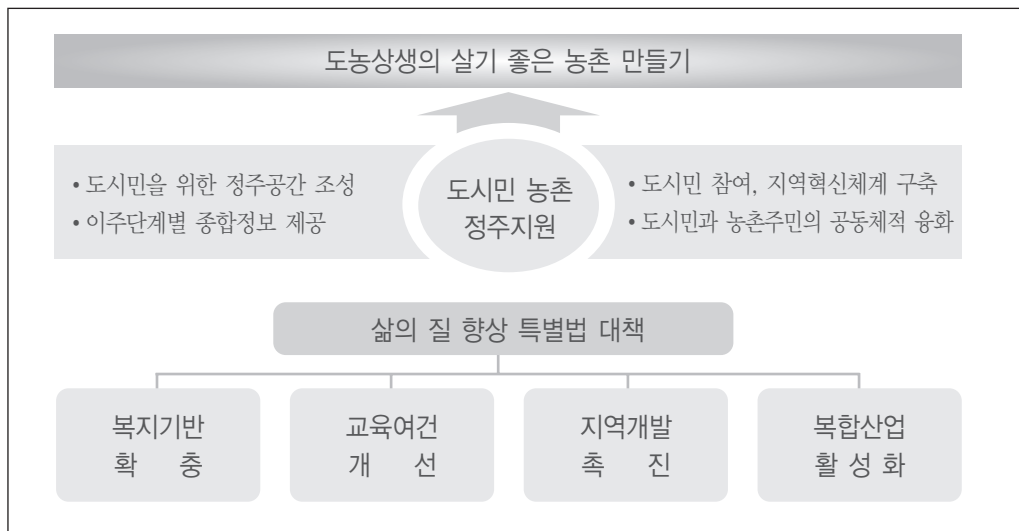 도농상생의 살기 좋은 농촌 만들기
• 도시민을 위한 정주공간 조성
• 이주단계별 종합정보 제공
도시민 농촌
정주지원
• 도시민 참여, 지역혁신체계 구축
• 도시민과 농촌주민의 공동체적 융화
삶의 질 향상 특별법 대책
복지기반
확 충
교육여건
개 선
지역개발
촉 진
복합산업
활 성 화